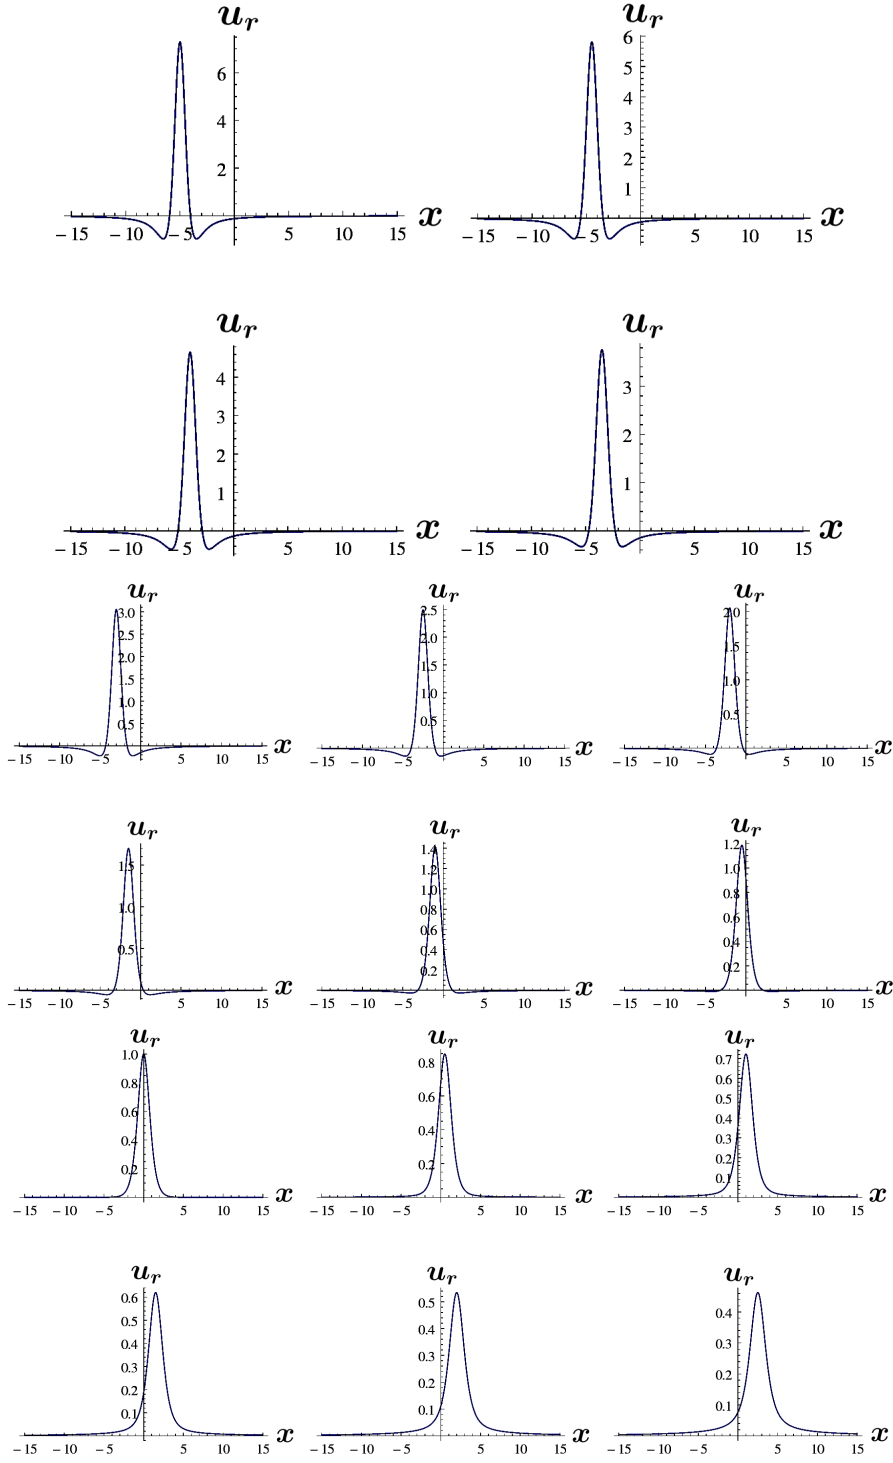 u_r u_r
6 6
5
4 4
3
2 2
1
x x
−15 −10 −5 5 10 15 −15 −10 −5 5 10 15
u_r u_r
4
3 3
2 2
1 1
x x
−15 −10 −5 5 10 15 −15 −10 −5 5 10 15
u_r u_r u_r
3.0 2.5 2.0
2.5 2.0 1.5
2.0 1.5 1.0
1.5 1.0 0.5
1.0 0.5
0.5
x x x
−15 −10 −5 5 10 15 −15 −10 −5 5 10 15 −15 −10 −5 5 10 15
u_r u_r u_r
1.5 1.4 1.2
1.0 1.2 1.0
0.5 1.0 0.8
0.8 0.6
0.6 0.4
0.4 0.2
0.2
x x x
−15 −10 −5 5 10 15 −15 −10 −5 5 10 15 −15 −10 −5 5 10 15
u_r u_r u_r
1.0 0.8 0.7
0.8 0.6 0.6
0.6 0.4 0.5
0.4 0.2 0.4
0.2 0.3
0.2
0.1
x x x
−15 −10 −5 5 10 15 −15 −10 −5 5 10 15 −15 −10 −5 5 10 15
u_r u_r u_r
0.6 0.5 0.4
0.5 0.4 0.3
0.4 0.3 0.2
0.3 0.2 0.1
0.2 0.1
0.1
x x x
−15 −10 −5 5 10 15 −15 −10 −5 5 10 15 −15 −10 −5 5 10 15